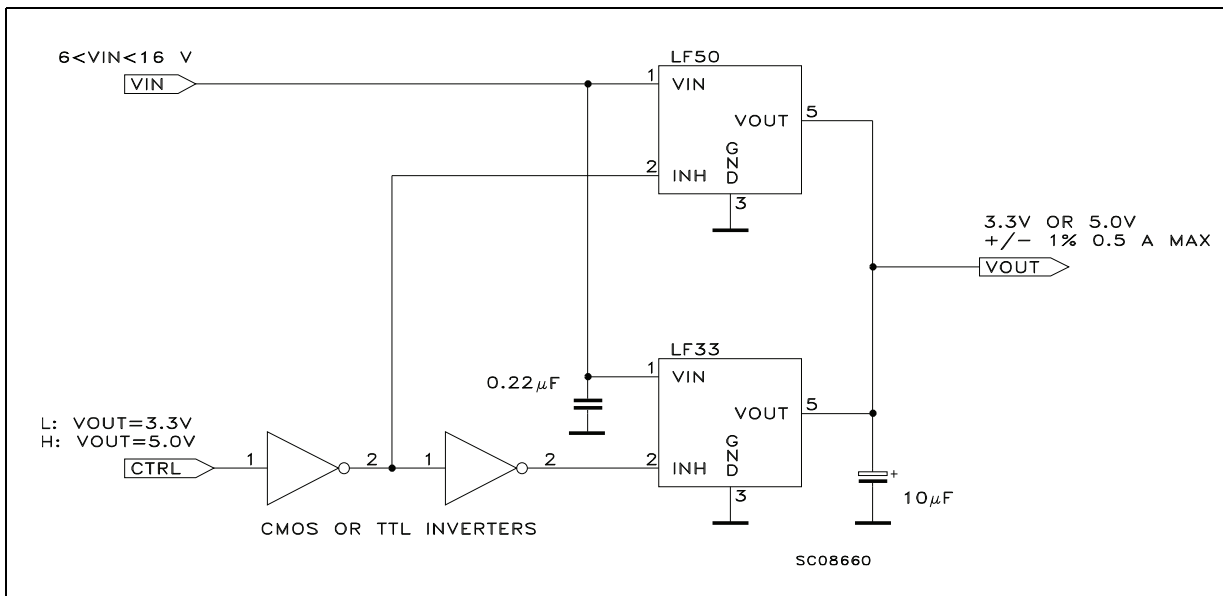 6<VIN<16 V
VIN
LF50
1
VIN
VOUT
5
GND
2
INH
3
3.3V OR 5.0V
+/- 1% 0.5 A MAX
VOUT
LF33
1
VIN
0.22μF
VOUT
5
GND
L: VOUT=3.3V
H: VOUT=5.0V
CTRL
1
2
1
2
2
INH
3
+
10μF
CMOS OR TTL INVERTERS
SC08660